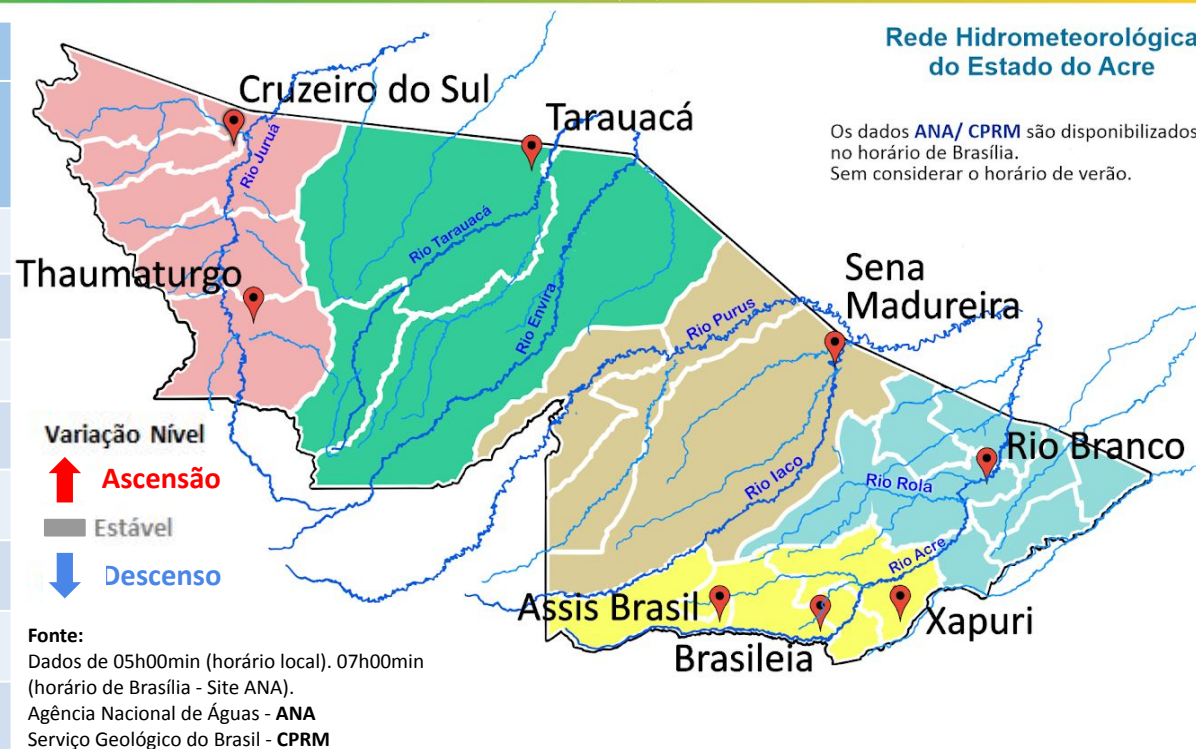 Rede Hidrometeorológica
do Estado do Acre
Os dados ANA/ CPRM são disponibilizados
no horário de Brasília.
Sem considerar o horário de verão.
Cruzeiro do Sul
Tarauacá
Rio Juruá
Rio Tarauacá
Thaumaturgo
Rio Envira
Sena
Madureira
Rio Purus
Rio Branco
Rio Iaco
Rio Rola
Rio Acre
Assis Brasil
Brasileia
Xapuri
Variação Nível
Ascensão
Estável
Descenso
Fonte:
Dados de 05h00min (horário local). 07h00min
(horário de Brasília - Site ANA).
Agência Nacional de Águas - ANA
Serviço Geológico do Brasil - CPRM